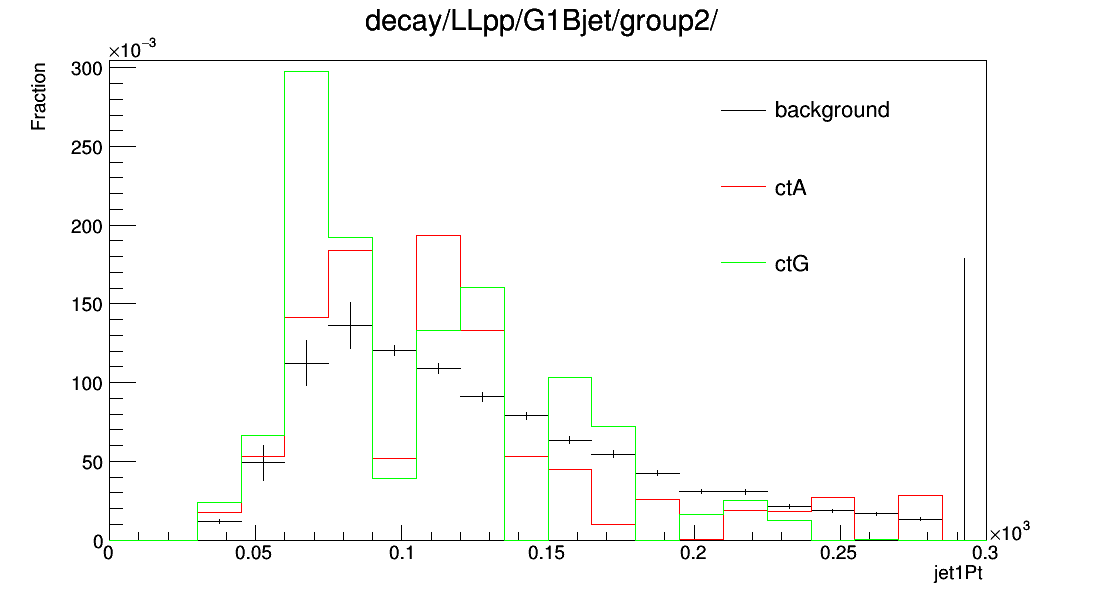 decay/LLpp/G1Bjet/group2/
×10⁻³
Fraction
300
250
200
150
100
50
0
background
ctA
ctG
0 0.05 0.1 0.15 0.2 0.25 0.3
×10³
jet1Pt